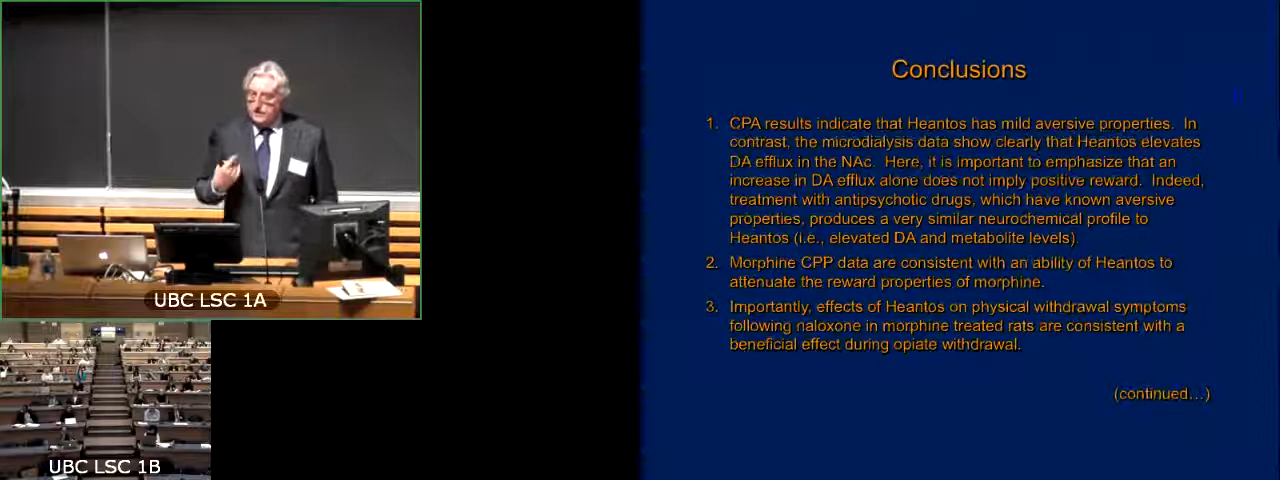 UBC LSC 1A
UBC LSC 1B
Conclusions
1. CPA results indicate that Heantos has mild aversive properties. In
contrast, the microdialysis data show clearly that Heantos elevates
DA efflux in the NAc. Here, it is important to emphasize that an
increase in DA efflux alone does not imply positive reward. Indeed,
treatment with antipsychotic drugs, which have known aversive
properties, produces a very similar neurochemical profile to
Heantos (i.e., elevated DA and metabolite levels).
2. Morphine CPP data are consistent with an ability of Heantos to
attenuate the reward properties of morphine.
3. Importantly, effects of Heantos on physical withdrawal symptoms
following naloxone in morphine treated rats are consistent with a
beneficial effect during opiate withdrawal.
(continued...)